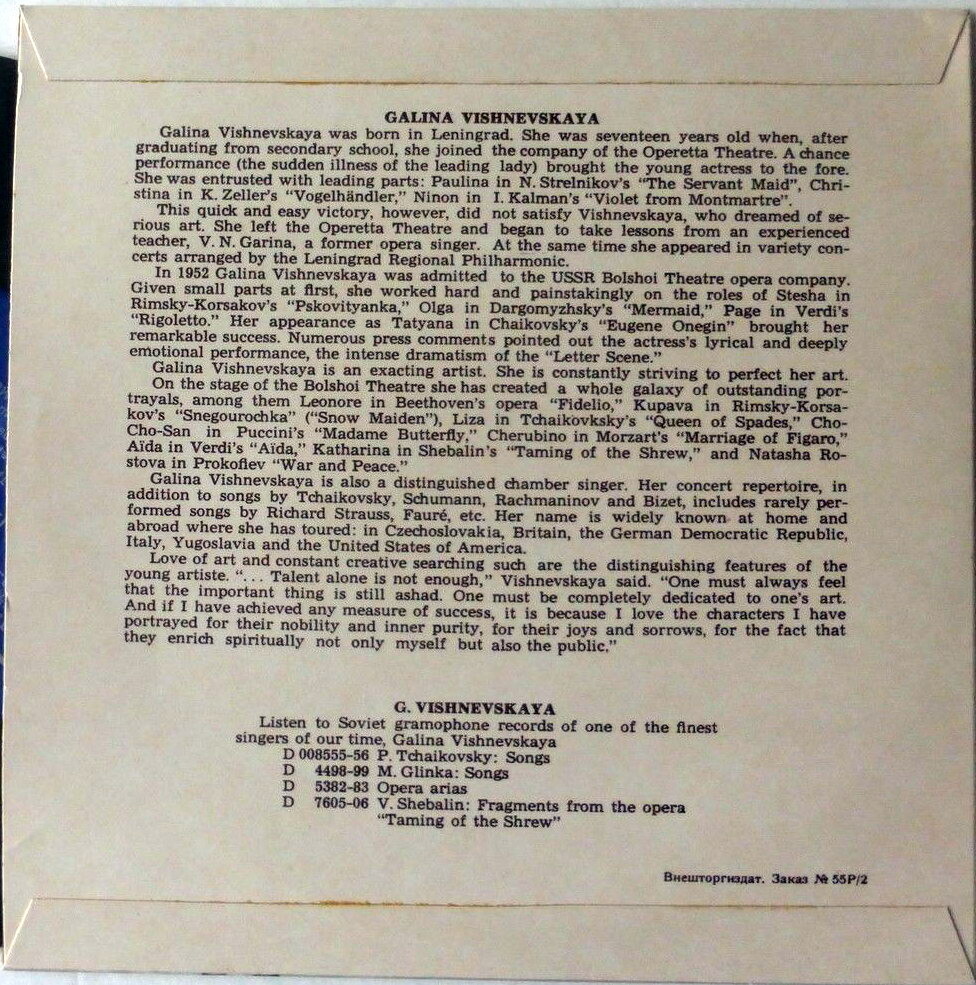 GALINA VISHNEVSKAYA
Galina Vishnevskaya was born in Leningrad. She was seventeen years old when, after
graduating from secondary school, she joined the company of the Operetta Theatre. A chance
performance (the sudden illness of the leading lady) brought the young actress to the fore.
She was entrusted with leading parts: Paulina in N. Strelnikov's “The Servant Maid”, Chri-
stina in K. Zeller's “Vogelhändler,” Ninon in I. Kalman's “Violet from Montmartre”.
This quick and easy victory, however, did not satisfy Vishnevskaya, who dreamed of se-
rious art. She left the Operetta Theatre and began to take lessons from an experienced
teacher, V. N. Garina, a former opera singer. At the same time she appeared in variety con-
certs arranged by the Leningrad Regional Philharmonic.
In 1952 Galina Vishnevskaya was admitted to the USSR Bolshoi Theatre opera company.
Given small parts at first, she worked hard and painstakingly on the roles of Stesha in
Rimsky-Korsakov's “Pskovityanka,” Olga in Dargomyzhsky's “Mermaid,” Page in Verdi's
“Rigoletto.” Her appearance as Tatyana in Chaikovsky's “Eugene Onegin” brought her
remarkable success. Numerous press comments pointed out the actress's lyrical and deeply
emotional performance, the intense dramatism of the “Letter Scene.”
Galina Vishnevskaya is an exacting artist. She is constantly striving to perfect her art.
On the stage of the Bolshoi Theatre she has created a whole galaxy of outstanding por-
trayals, among them Leonore in Beethoven's opera “Fidelio,” Kupava in Rimsky-Korsa-
kov's “Snegourochka” (“Snow Maiden”), Liza in Tchaikovksky's “Queen of Spades,” Cho-
Cho-San in Puccini's “Madame Butterfly,” Cherubino in Morzart's “Marriage of Figaro,”
Aïda in Verdi's “Aïda,” Katharina in Shebalin's “Taming of the Shrew,” and Natasha Ro-
stova in Prokofiev “War and Peace.”
Galina Vishnevskaya is also a distinguished chamber singer. Her concert repertoire, in
addition to songs by Tchaikovsky, Schumann, Rachmaninov and Bizet, includes rarely per-
formed songs by Richard Strauss, Fauré, etc. Her name is widely known at home and
abroad where she has toured: in Czechoslovakia, Britain, the German Democratic Republic,
Italy, Yugoslavia and the United States of America.
Love of art and constant creative searching such are the distinguishing features of the
young artiste. “... Talent alone is not enough,” Vishnevskaya said. “One must always feel
that the important thing is still ashad. One must be completely dedicated to one's art.
And if I have achieved any measure of success, it is because I love the characters I have
portrayed for their nobility and inner purity, for their joys and sorrows, for the fact that
they enrich spiritually not only myself but also the public.”
G. VISHNEVSKAYA
Listen to Soviet gramophone records of one of the finest
singers of our time, Galina Vishnevskaya
D 008555-56 P. Tchaikovsky: Songs
D 4498-99 M. Glinka: Songs
D 5382-83 Opera arias
D 7605-06 V. Shebalin: Fragments from the opera
“Taming of the Shrew”
Внешторгиздат. Заказ № 55Р/2